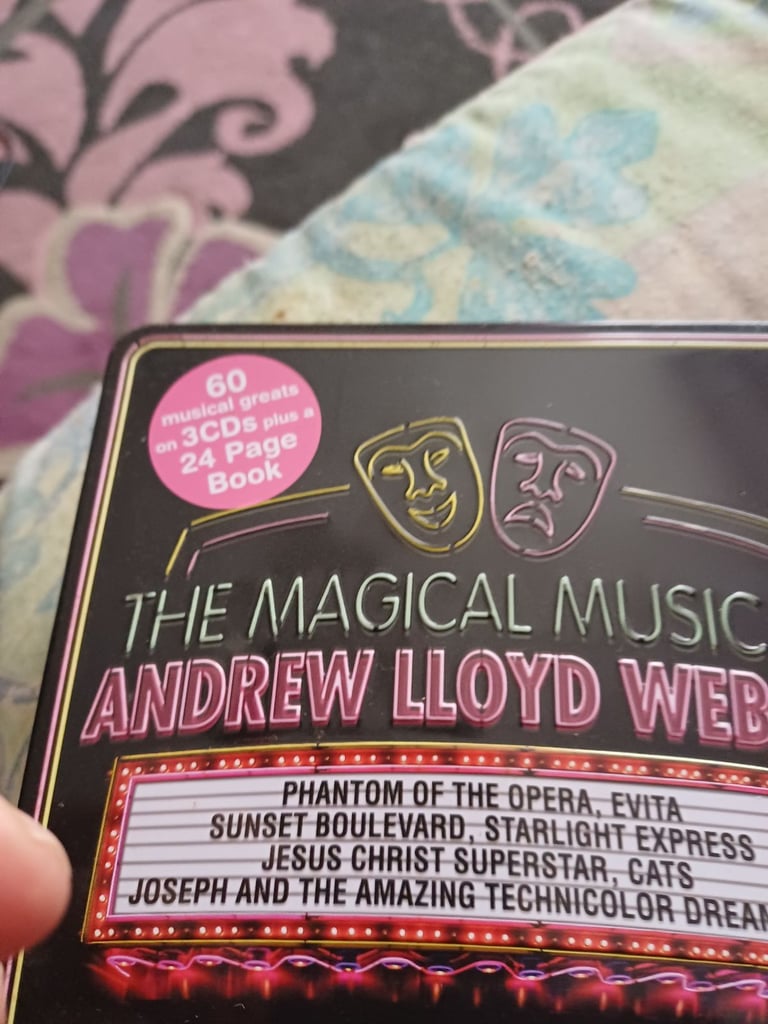 60
musical greats
on 3CDs plus a
24 Page
Book
THE MAGICAL MUSIC
ANDREW LLOYD WEB
PHANTOM OF THE OPERA, EVITA
SUNSET BOULEVARD, STARLIGHT EXPRESS
JESUS CHRIST SUPERSTAR, CATS
JOSEPH AND THE AMAZING TECHNICOLOR DREAM